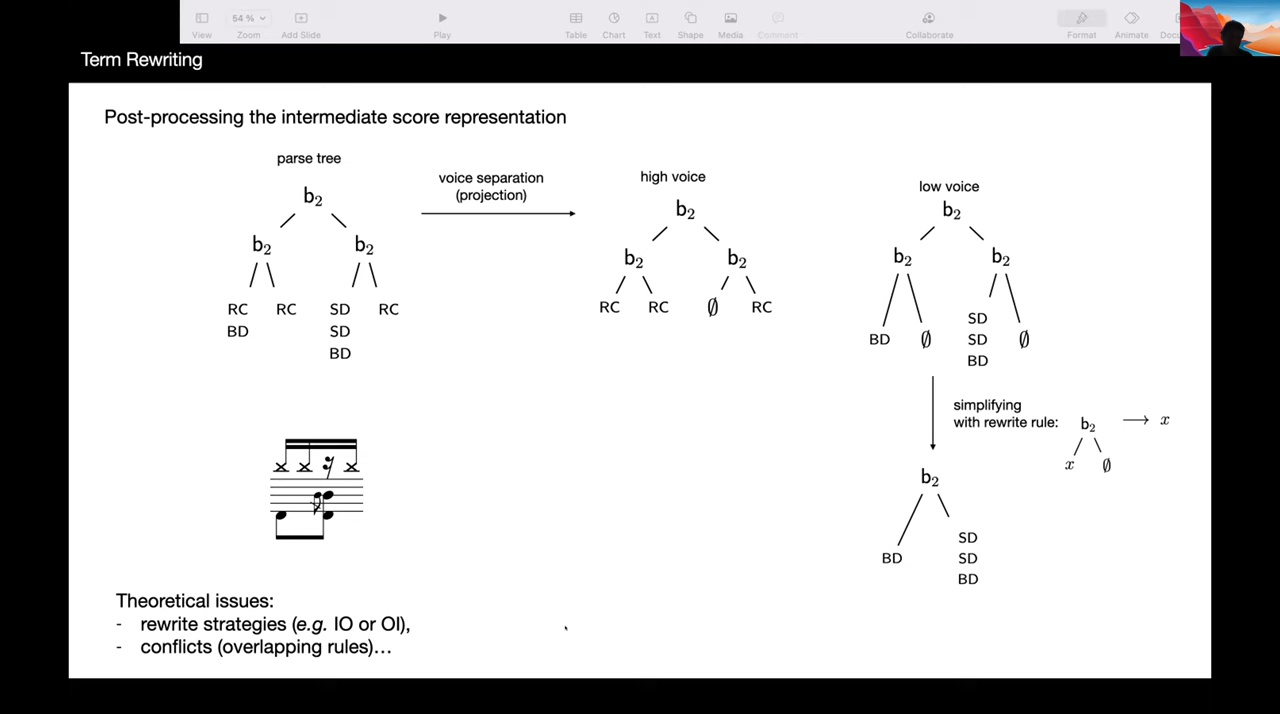 54 %
View
Zoom
Add Slide
Play
Table
Chart
Text
Shape
Media
Comment
Collaborate
Format
Animate
Term Rewriting
Post-processing the intermediate score representation
parse tree
b₂
b₂ b₂
RC RC SD RC
BD SD
BD
voice separation
(projection)
high voice
b₂
b₂ b₂
RC RC ∅ RC
low voice
b₂
b₂ b₂
SD
BD ∅ SD ∅
BD
simplifying
with rewrite rule: b₂ → x
x ∅
b₂
SD
BD SD
BD
Theoretical issues:
- rewrite strategies (e.g. IO or OI),
- conflicts (overlapping rules)…